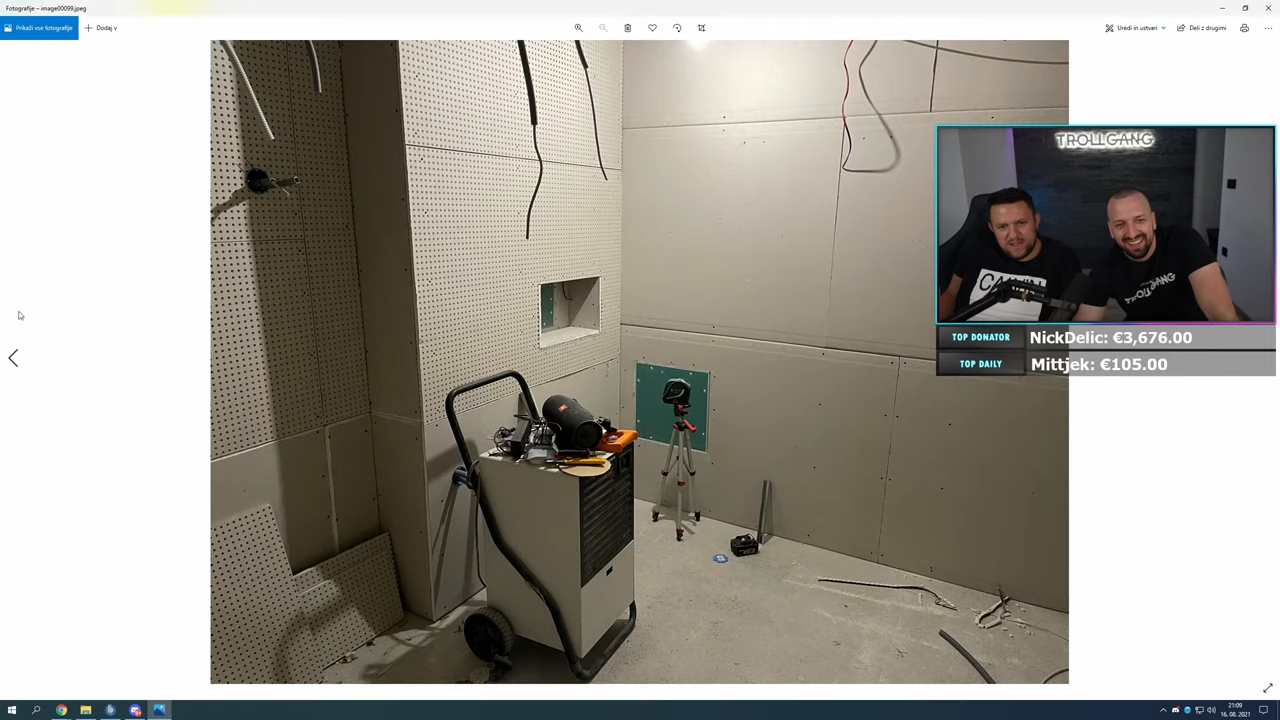 Fotografije – image00099.jpeg
Prikaži vse fotografije
Dodaj v
Uredi in ustvari
Deli z drugimi
TROLLGANG
TROLLGANG
TOP DONATOR NickDelic: €3,676.00
TOP DAILY Mittjek: €105.00
21:09
16. 08. 2021